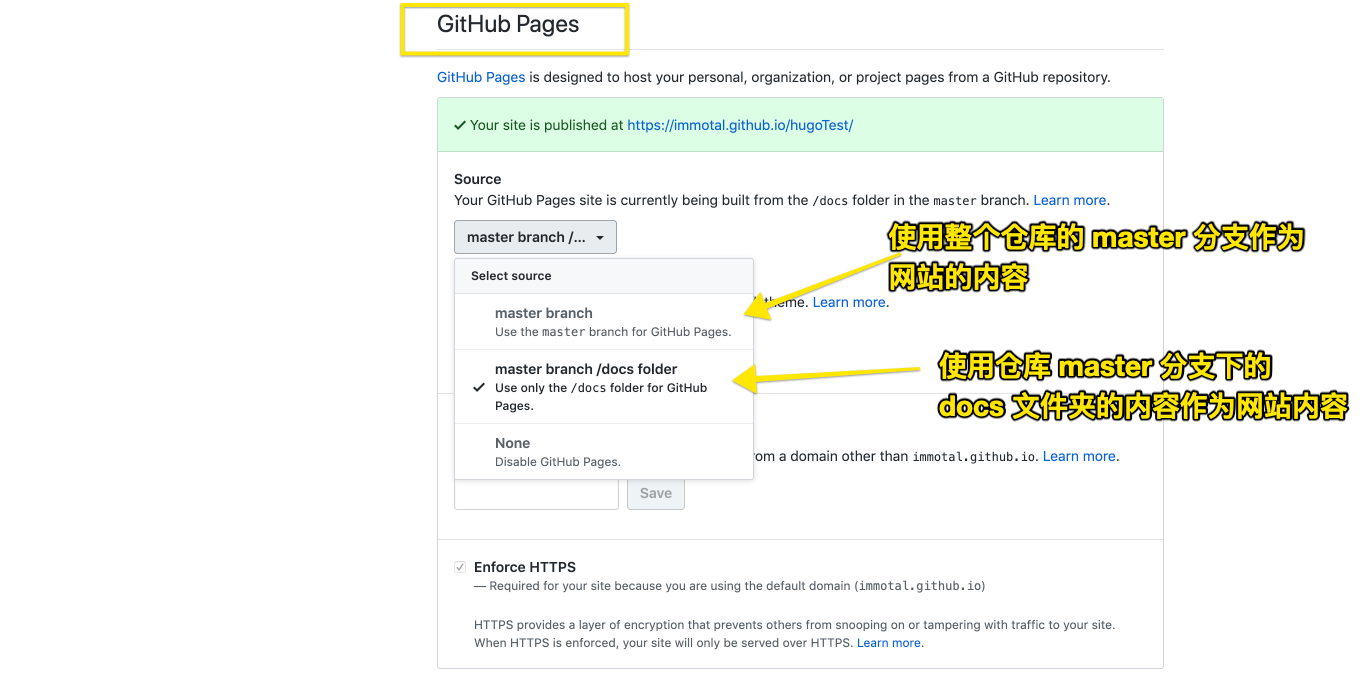 GitHub Pages
GitHub Pages is designed to host your personal, organization, or project pages from a GitHub repository.
Your site is published at https://immotal.github.io/hugoTest/
Source
Your GitHub Pages site is currently being built from the /docs folder in the master branch. Learn more.
master branch /...
使用整个仓库的 master 分支作为
网站的内容
Select source
theme. Learn more.
master branch
Use the master branch for GitHub Pages.
master branch /docs folder
Use only the /docs folder for GitHub
Pages.
使用仓库 master 分支下的
docs 文件夹的内容作为网站内容
None
Disable GitHub Pages.
om a domain other than immotal.github.io. Learn more.
Save
Enforce HTTPS
— Required for your site because you are using the default domain (immotal.github.io)
HTTPS provides a layer of encryption that prevents others from snooping on or tampering with traffic to your site.
When HTTPS is enforced, your site will only be served over HTTPS. Learn more.